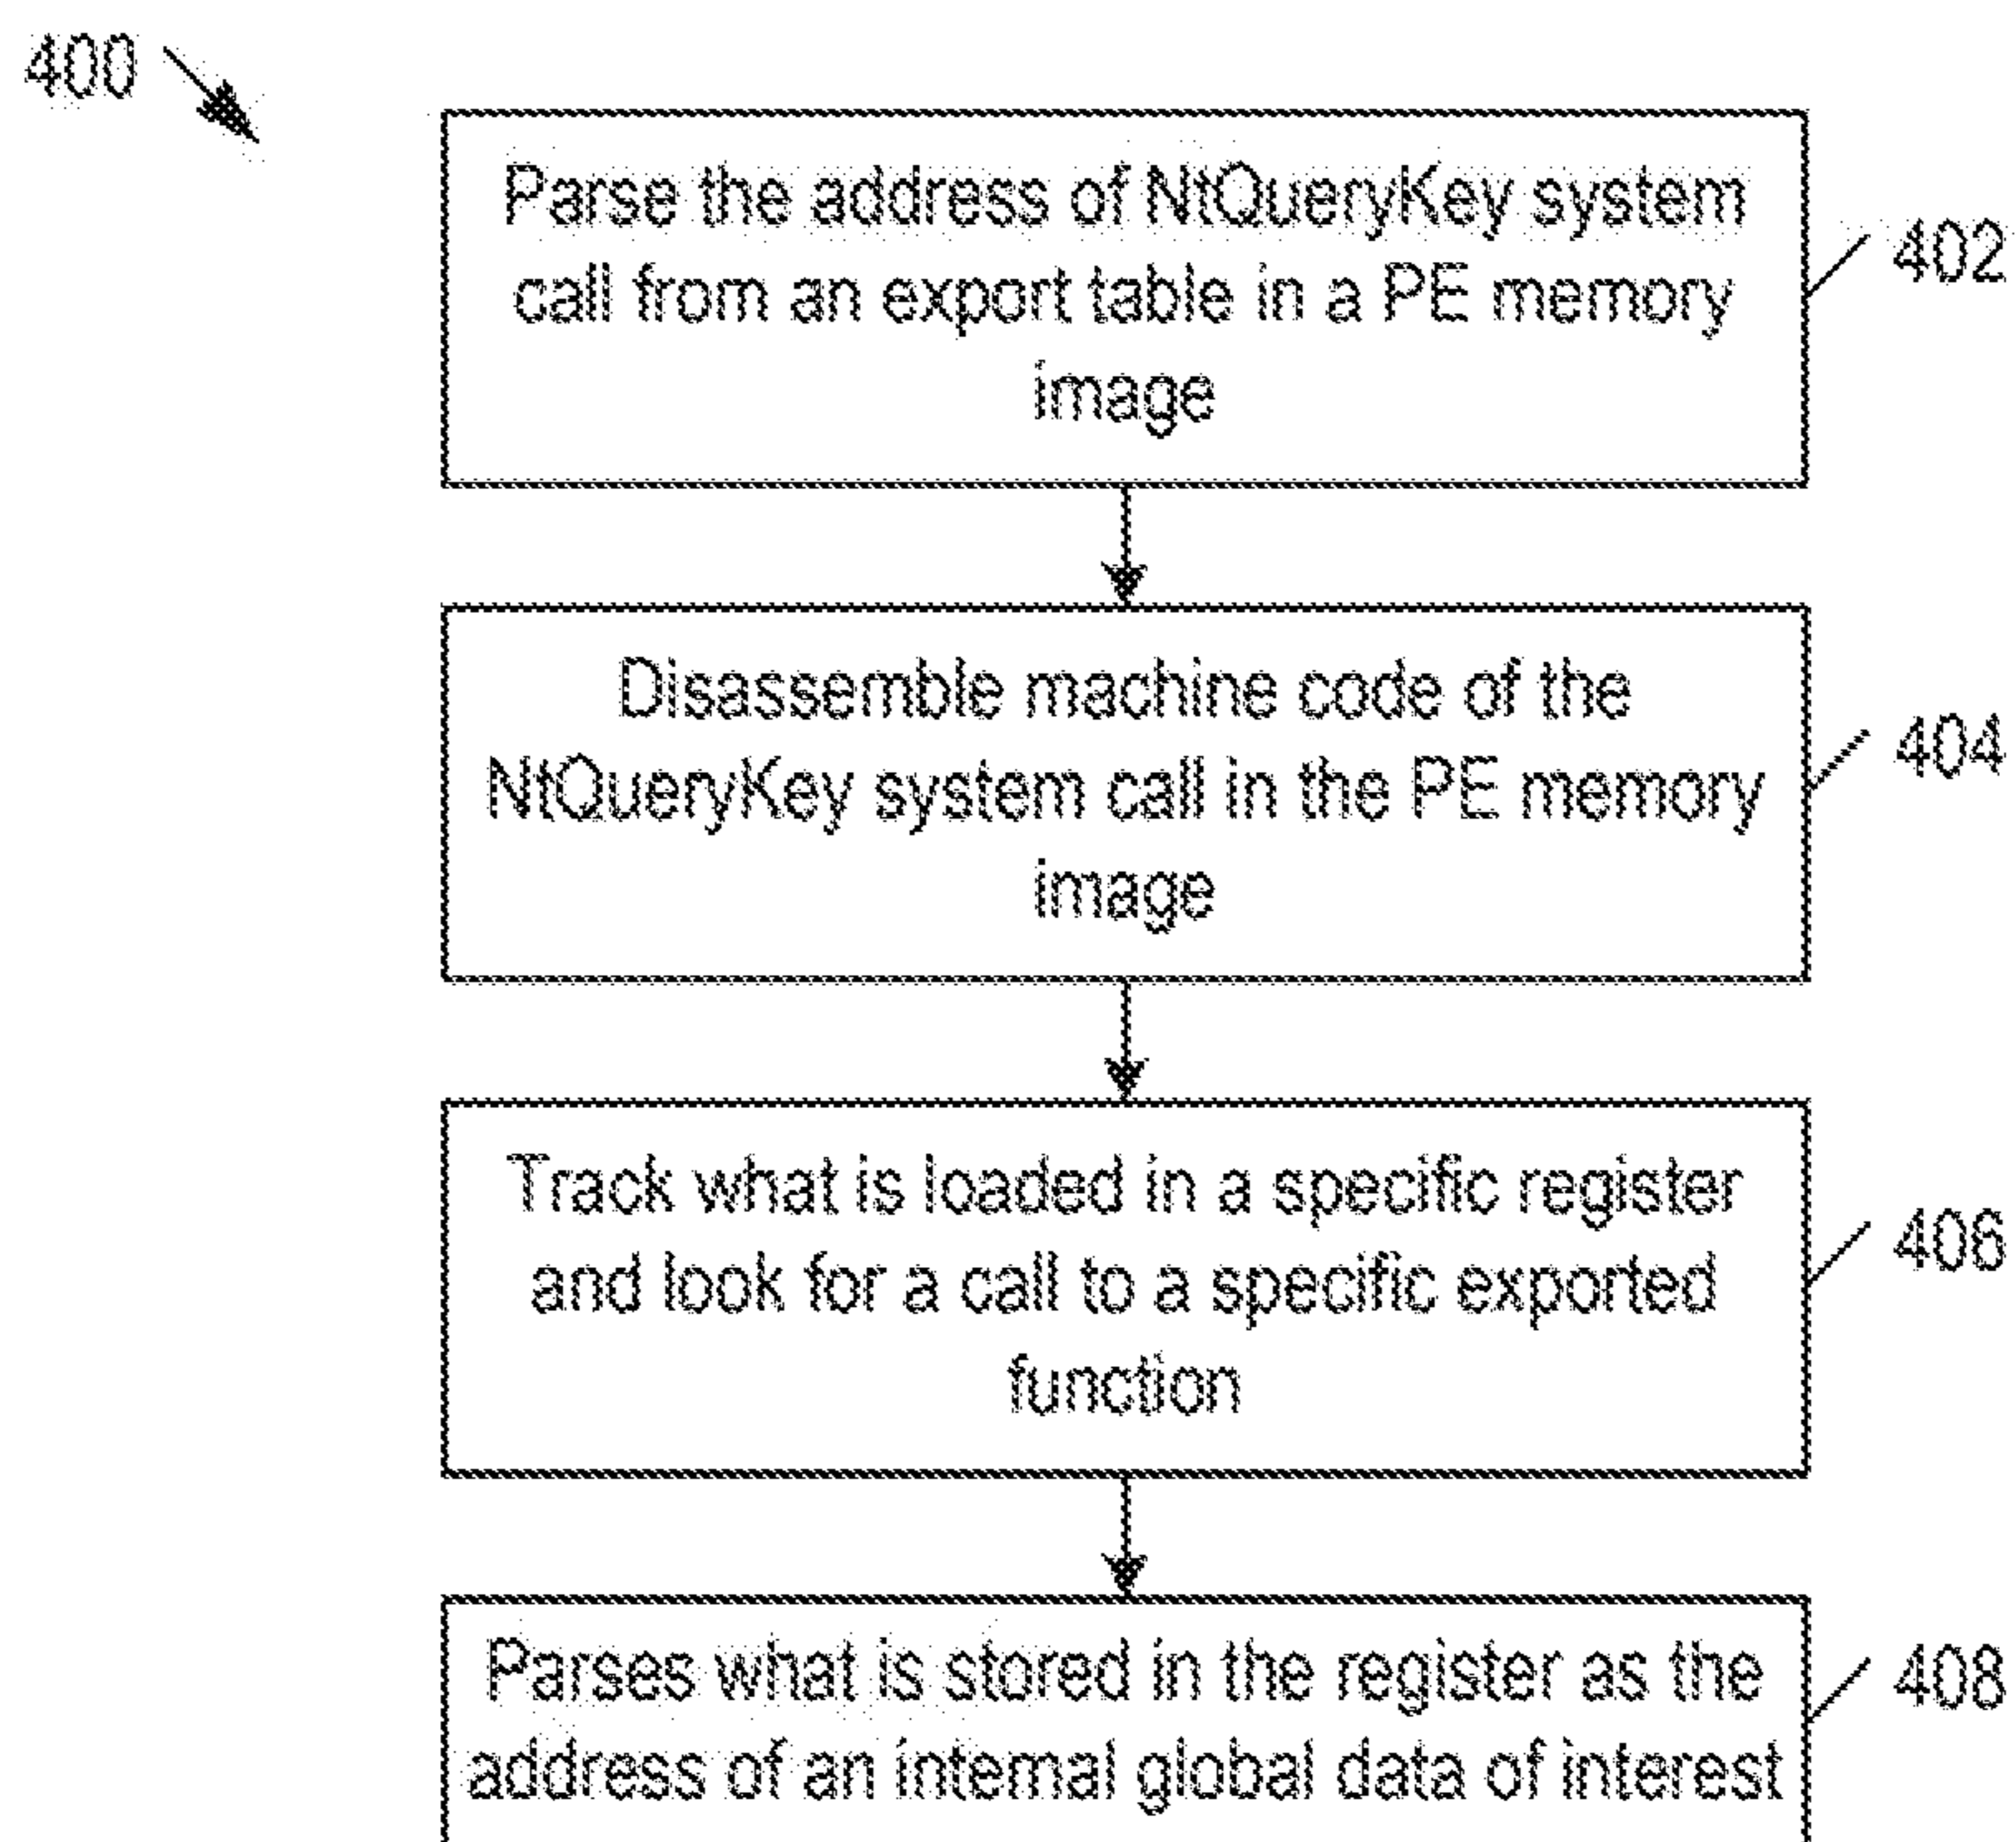 400
Parse the address of NtQueryKey system
call from an export table in a PE memory
image
402
Disassemble machine code of the
NtQueryKey system call in the PE memory
image
404
Track what is loaded in a specific register
and look for a call to a specific exported
function
406
Parses what is stored in the register as the
address of an internal global data of interest
408